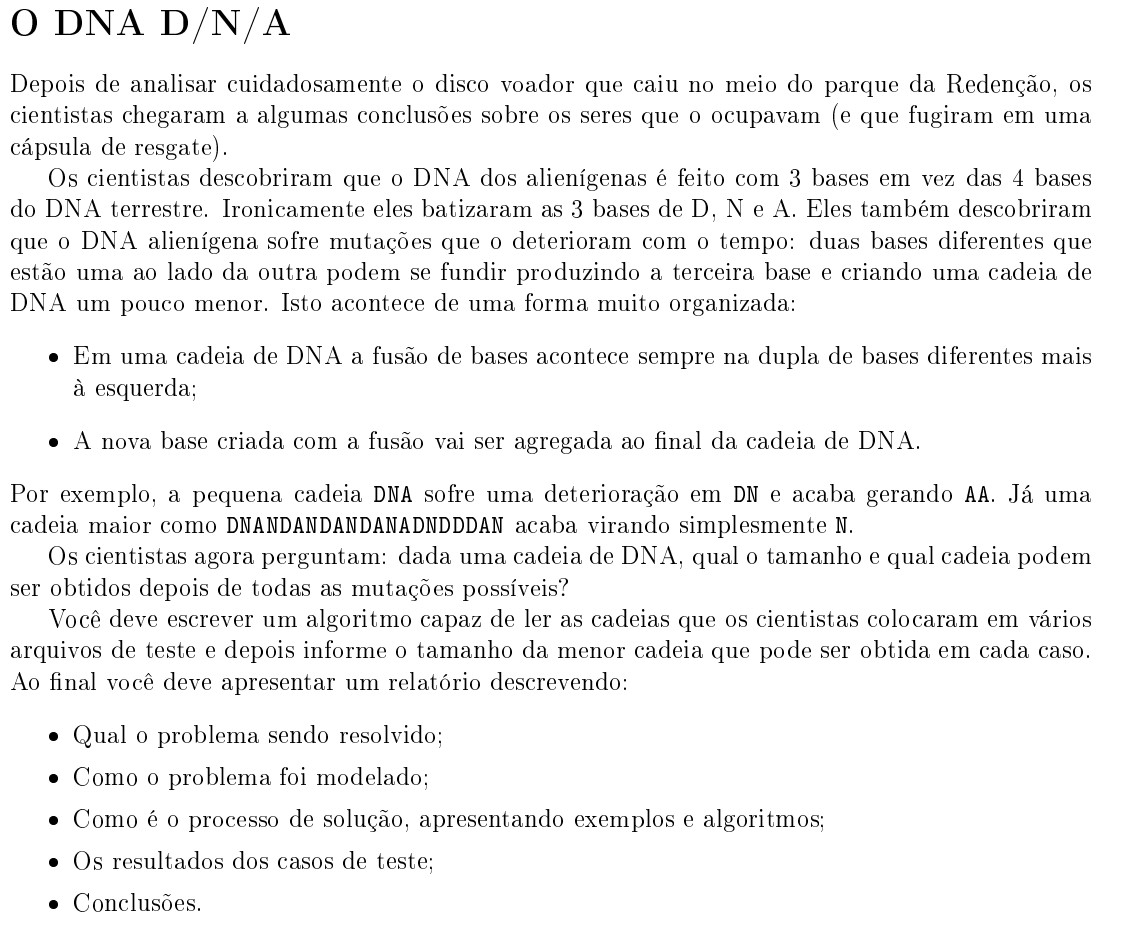 O DNA D/N/A
Depois de analisar cuidadosamente o disco voador que caiu no meio do parque da Redenção, os
cientistas chegaram a algumas conclusões sobre os seres que o ocupavam (e que fugiram em uma
cápsula de resgate).
Os cientistas descobriram que o DNA dos alienígenas é feito com 3 bases em vez das 4 bases
do DNA terrestre. Ironicamente eles batizaram as 3 bases de D, N e A. Eles também descobriram
que o DNA alienígena sofre mutações que o deterioram com o tempo: duas bases diferentes que
estão uma ao lado da outra podem se fundir produzindo a terceira base e criando uma cadeia de
DNA um pouco menor. Isto acontece de uma forma muito organizada:
• Em uma cadeia de DNA a fusão de bases acontece sempre na dupla de bases diferentes mais
à esquerda;
• A nova base criada com a fusão vai ser agregada ao final da cadeia de DNA.
Por exemplo, a pequena cadeia DNA sofre uma deterioração em DN e acaba gerando AA. Já uma
cadeia maior como DNANDANDANDANADNDDDAN acaba virando simplesmente N.
Os cientistas agora perguntam: dada uma cadeia de DNA, qual o tamanho e qual cadeia podem
ser obtidos depois de todas as mutações possíveis?
Você deve escrever um algoritmo capaz de ler as cadeias que os cientistas colocaram em vários
arquivos de teste e depois informe o tamanho da menor cadeia que pode ser obtida em cada caso.
Ao final você deve apresentar um relatório descrevendo:
• Qual o problema sendo resolvido;
• Como o problema foi modelado;
• Como é o processo de solução, apresentando exemplos e algoritmos;
• Os resultados dos casos de teste;
• Conclusões.